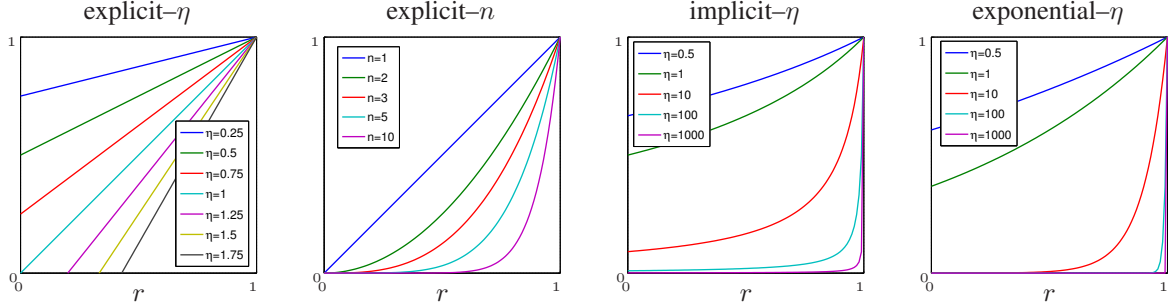 explicit–η
1
η=0.25
η=0.5
η=0.75
η=1
η=1.25
η=1.5
η=1.75
0
0
r
1
explicit–n
1
n=1
n=2
n=3
n=5
n=10
0
0
r
1
implicit–η
1
η=0.5
η=1
η=10
η=100
η=1000
0
0
r
1
exponential–η
1
η=0.5
η=1
η=10
η=100
η=1000
0
0
r
1